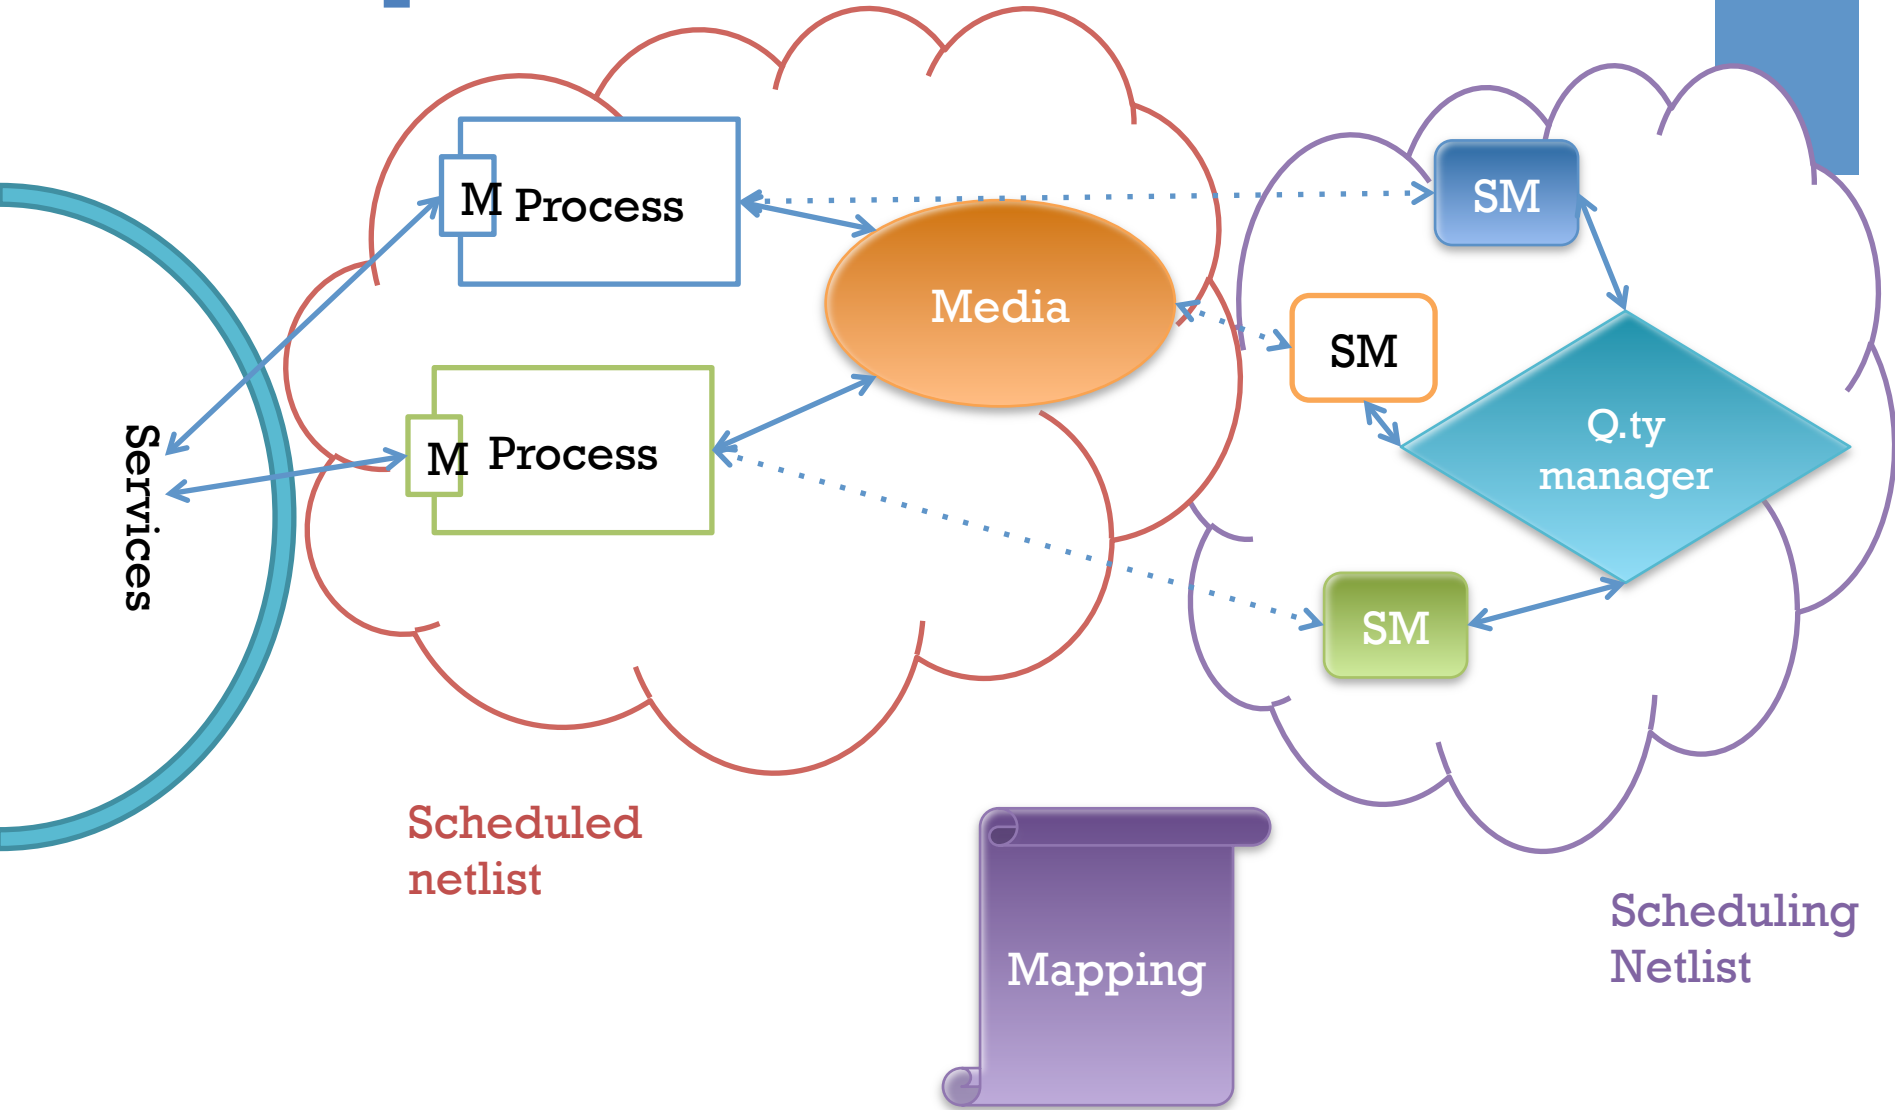 M
Process
SM
Media
SM
Services
M
Process
Q.ty
manager
SM
Scheduled
netlist
Scheduling
Netlist
Mapping